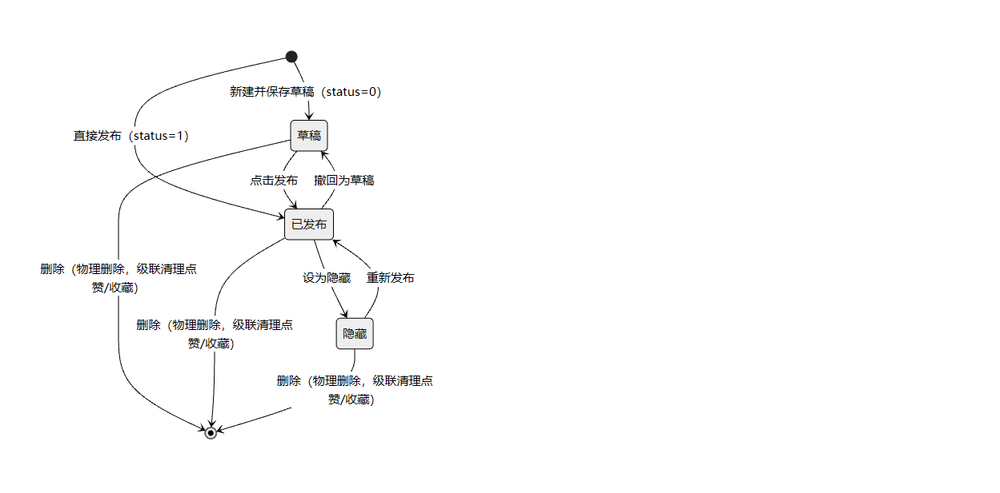 新建并保存草稿（status=0）
直接发布（status=1）
草稿
点击发布
撤回为草稿
已发布
删除（物理删除，级联清理点
赞/收藏）
设为隐藏
重新发布
删除（物理删除，级联清理点
赞/收藏）
隐藏
删除（物理删除，级联清理点
赞/收藏）